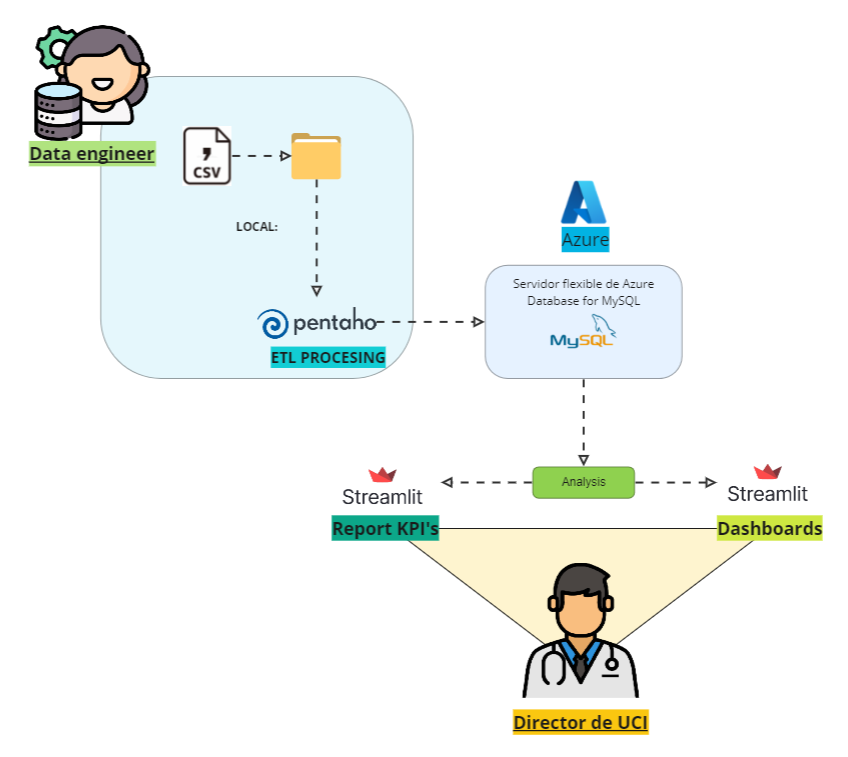 Data engineer
,
CSV
LOCAL:
pentaho
ETL PROCESING
Azure
Servidor flexible de Azure
Database for MySQL
MySQL
Analysis
Streamlit
Report KPI's
Streamlit
Dashboards
Director de UCI